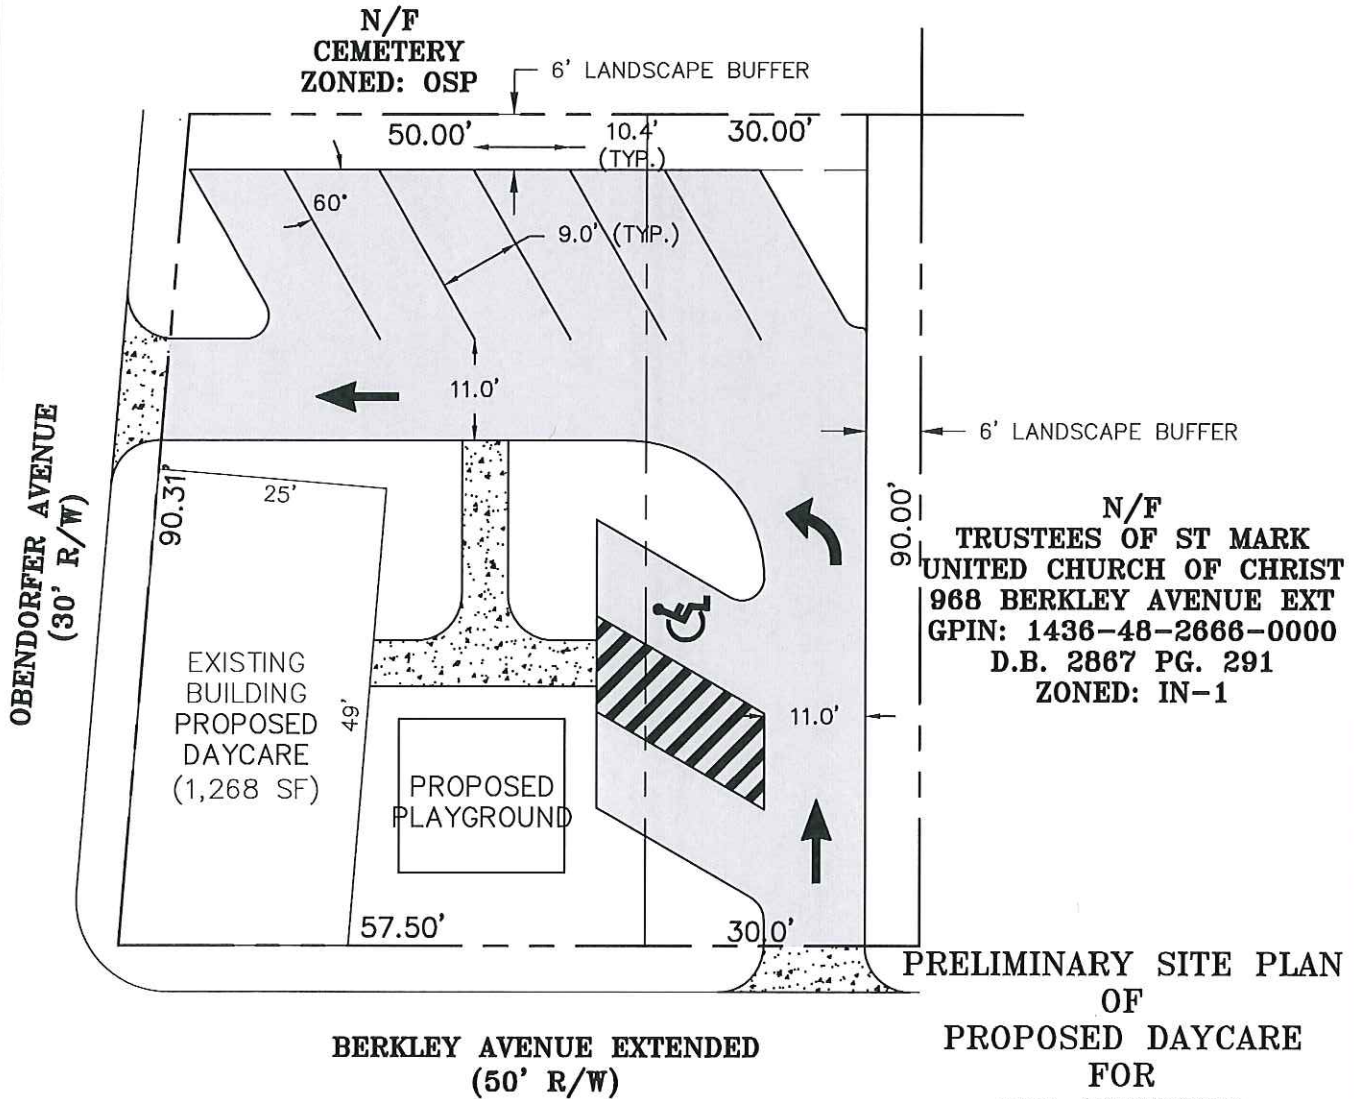 N/F
CEMETERY
ZONED: OSP
6' LANDSCAPE BUFFER
50.00'
10.4'
(TYP.)
30.00'
60°
9.0' (TYP.)
11.0'
6' LANDSCAPE BUFFER
OBENDORFER AVENUE
(30' R/W)
90.31'
25'
90.00'
N/F
TRUSTEES OF ST MARK
UNITED CHURCH OF CHRIST
968 BERKLEY AVENUE EXT
GPIN: 1436-48-2666-0000
D.B. 2867 PG. 291
ZONED: IN-1
EXISTING
BUILDING
PROPOSED
DAYCARE
(1,268 SF)
49'
11.0'
PROPOSED
PLAYGROUND
57.50'
30.0'
BERKLEY AVENUE EXTENDED
(50' R/W)
PRELIMINARY SITE PLAN
OF
PROPOSED DAYCARE
FOR